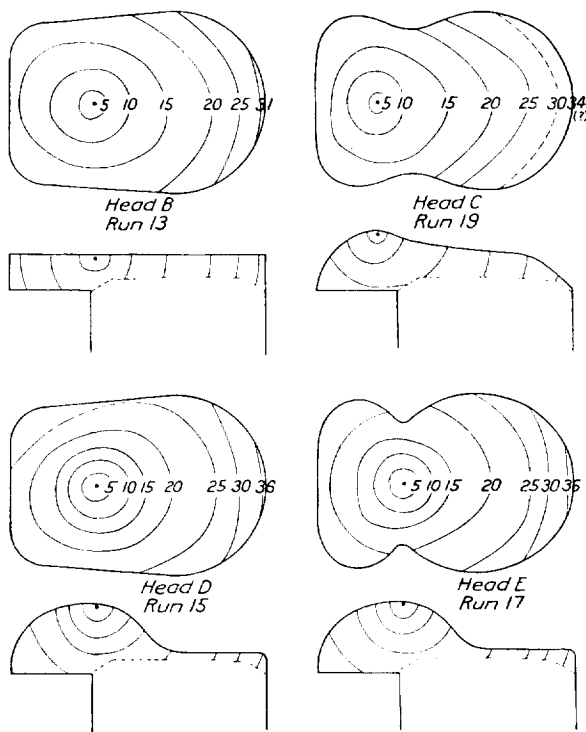 5 10 15 20 25 31
5 10 15 20 25 30 34
(?)
Head B
Run 13
Head C
Run 19
5 10 15 20 25 30 36
5 10 15 20 25 30 36
Head D
Run 15
Head E
Run 17